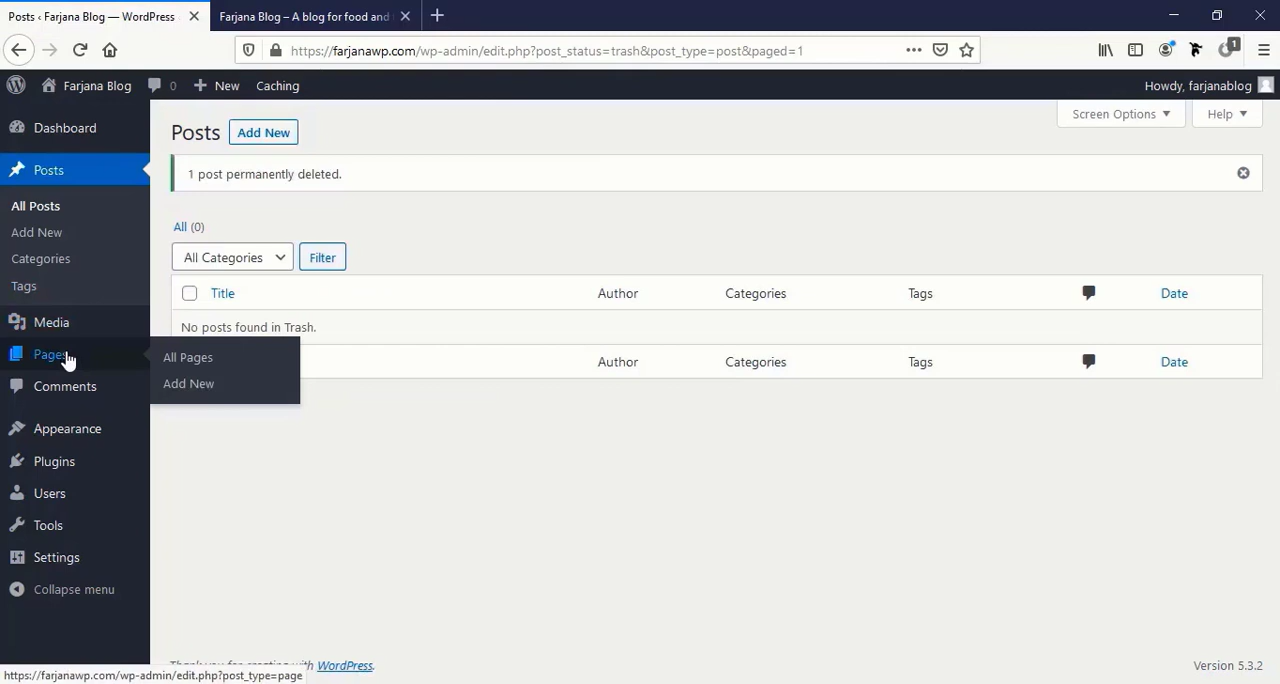 Posts ‹ Farjana Blog — WordPress
Farjana Blog – A blog for food and
https://farjanawp.com/wp-admin/edit.php?post_status=trash&post_type=post&paged=1
1
Farjana Blog
0
New
Caching
Howdy, farjanablog
Dashboard
Posts
All Posts
Add New
Categories
Tags
Media
Pages
Comments
Appearance
Plugins
Users
Tools
Settings
Collapse menu
All Pages
Add New
Posts
Add New
Screen Options
Help
1 post permanently deleted.
All (0)
All Categories
Filter
Title
Author
Categories
Tags
Date
No posts found in Trash.
Author
Categories
Tags
Date
WordPress.
Version 5.3.2
https://farjanawp.com/wp-admin/edit.php?post_type=page